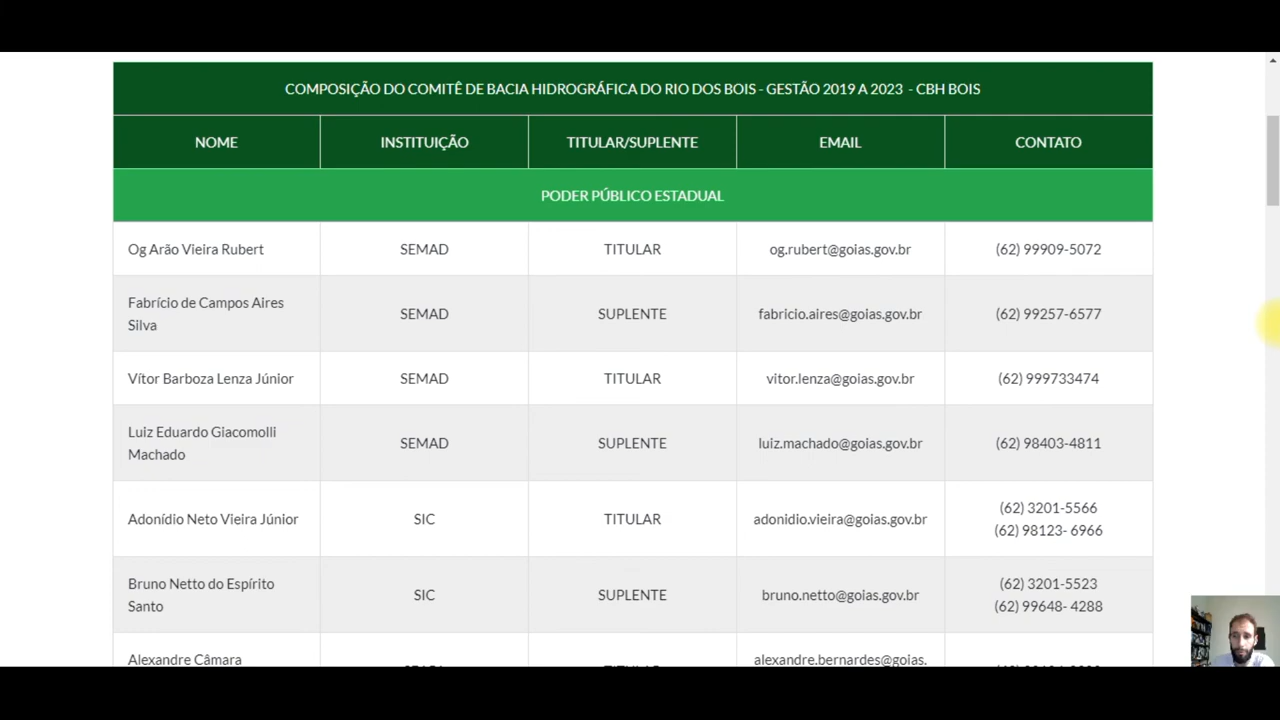 COMPOSIÇÃO DO COMITÊ DE BACIA HIDROGRÁFICA DO RIO DOS BOIS - GESTÃO 2019 A 2023 - CBH BOIS
NOME INSTITUIÇÃO TITULAR/SUPLENTE EMAIL CONTATO
PODER PÚBLICO ESTADUAL
Og Arão Vieira Rubert SEMAD TITULAR og.rubert@goias.gov.br (62) 99909-5072
Fabrício de Campos Aires
Silva SEMAD SUPLENTE fabricio.aires@goias.gov.br (62) 99257-6577
Vítor Barboza Lenza Júnior SEMAD TITULAR vitor.lenza@goias.gov.br (62) 999733474
Luiz Eduardo Giacomolli
Machado SEMAD SUPLENTE luiz.machado@goias.gov.br (62) 98403-4811
Adonídio Neto Vieira Júnior SIC TITULAR adonidio.vieira@goias.gov.br (62) 3201-5566
(62) 98123- 6966
Bruno Netto do Espírito
Santo SIC SUPLENTE bruno.netto@goias.gov.br (62) 3201-5523
(62) 99648- 4288
Alexandre Câmara alexandre.bernardes@goias.